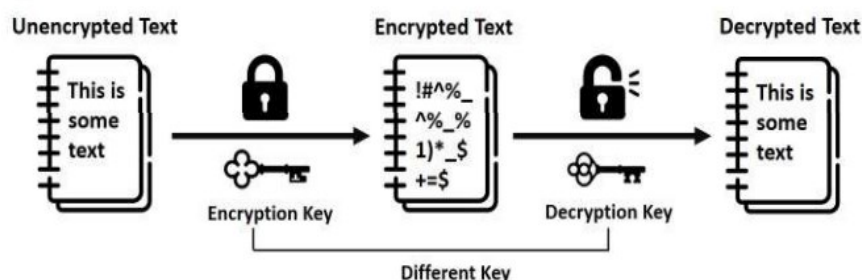 Unencrypted Text
Encrypted Text
Decrypted Text
This is
some
text
!#^%_
^%_%
1)*_$
+=$
This is
some
text
Encryption Key
Decryption Key
Different Key